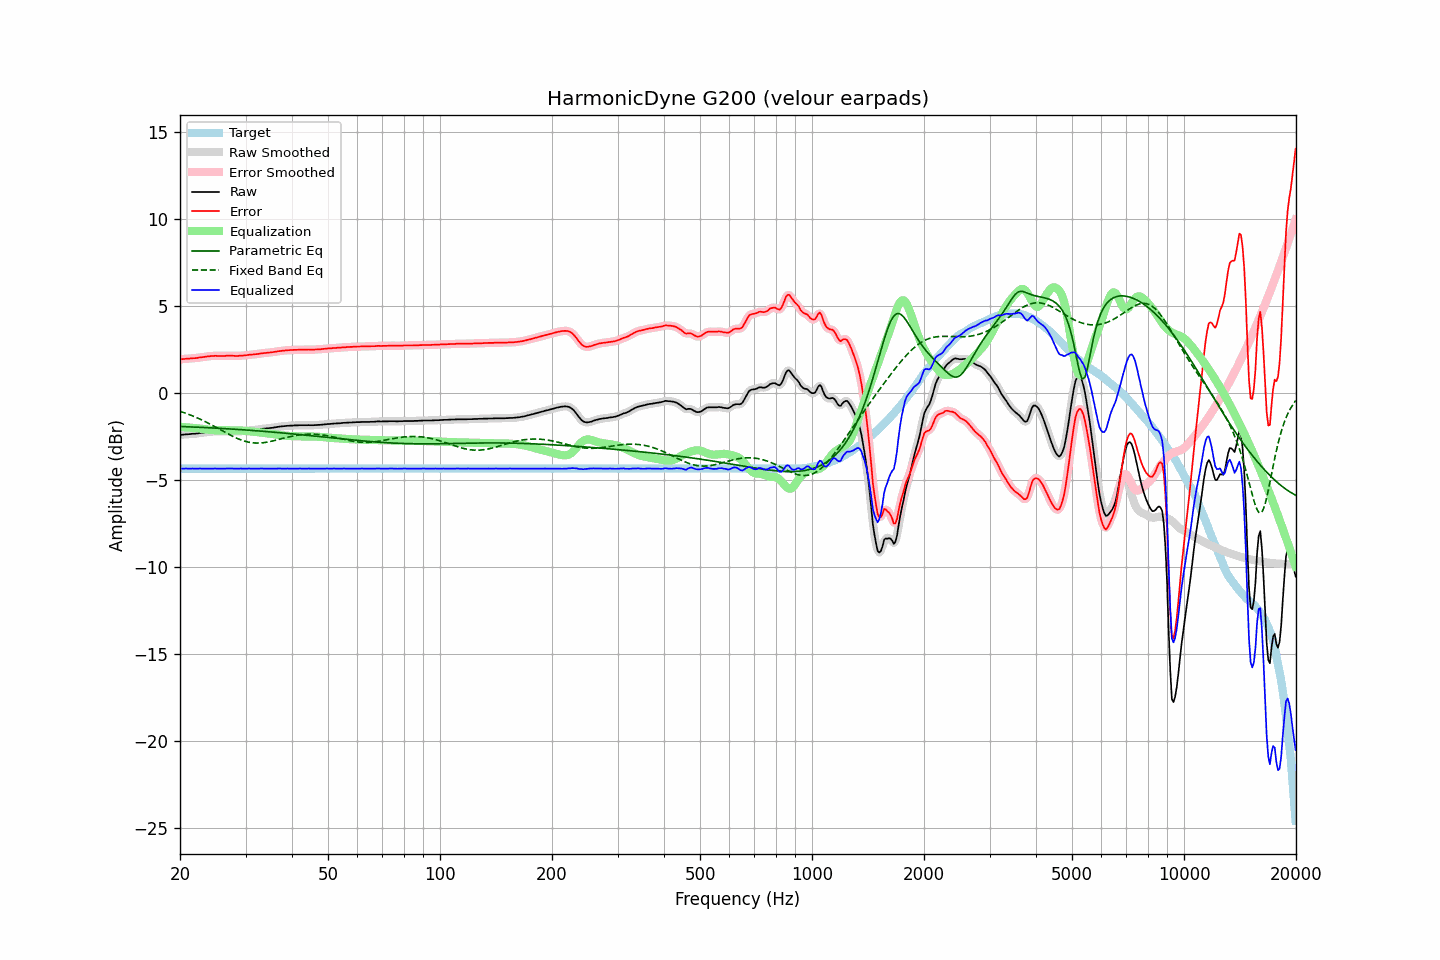 HarmonicDyne G200 (velour earpads)
Target
Raw Smoothed
Error Smoothed
Raw
Error
Equalization
Parametric Eq
Fixed Band Eq
Equalized
15
10
5
0
−5
−10
−15
−20
−25
Amplitude (dBr)
20
50
100
200
500
1000
2000
5000
10000
20000
Frequency (Hz)